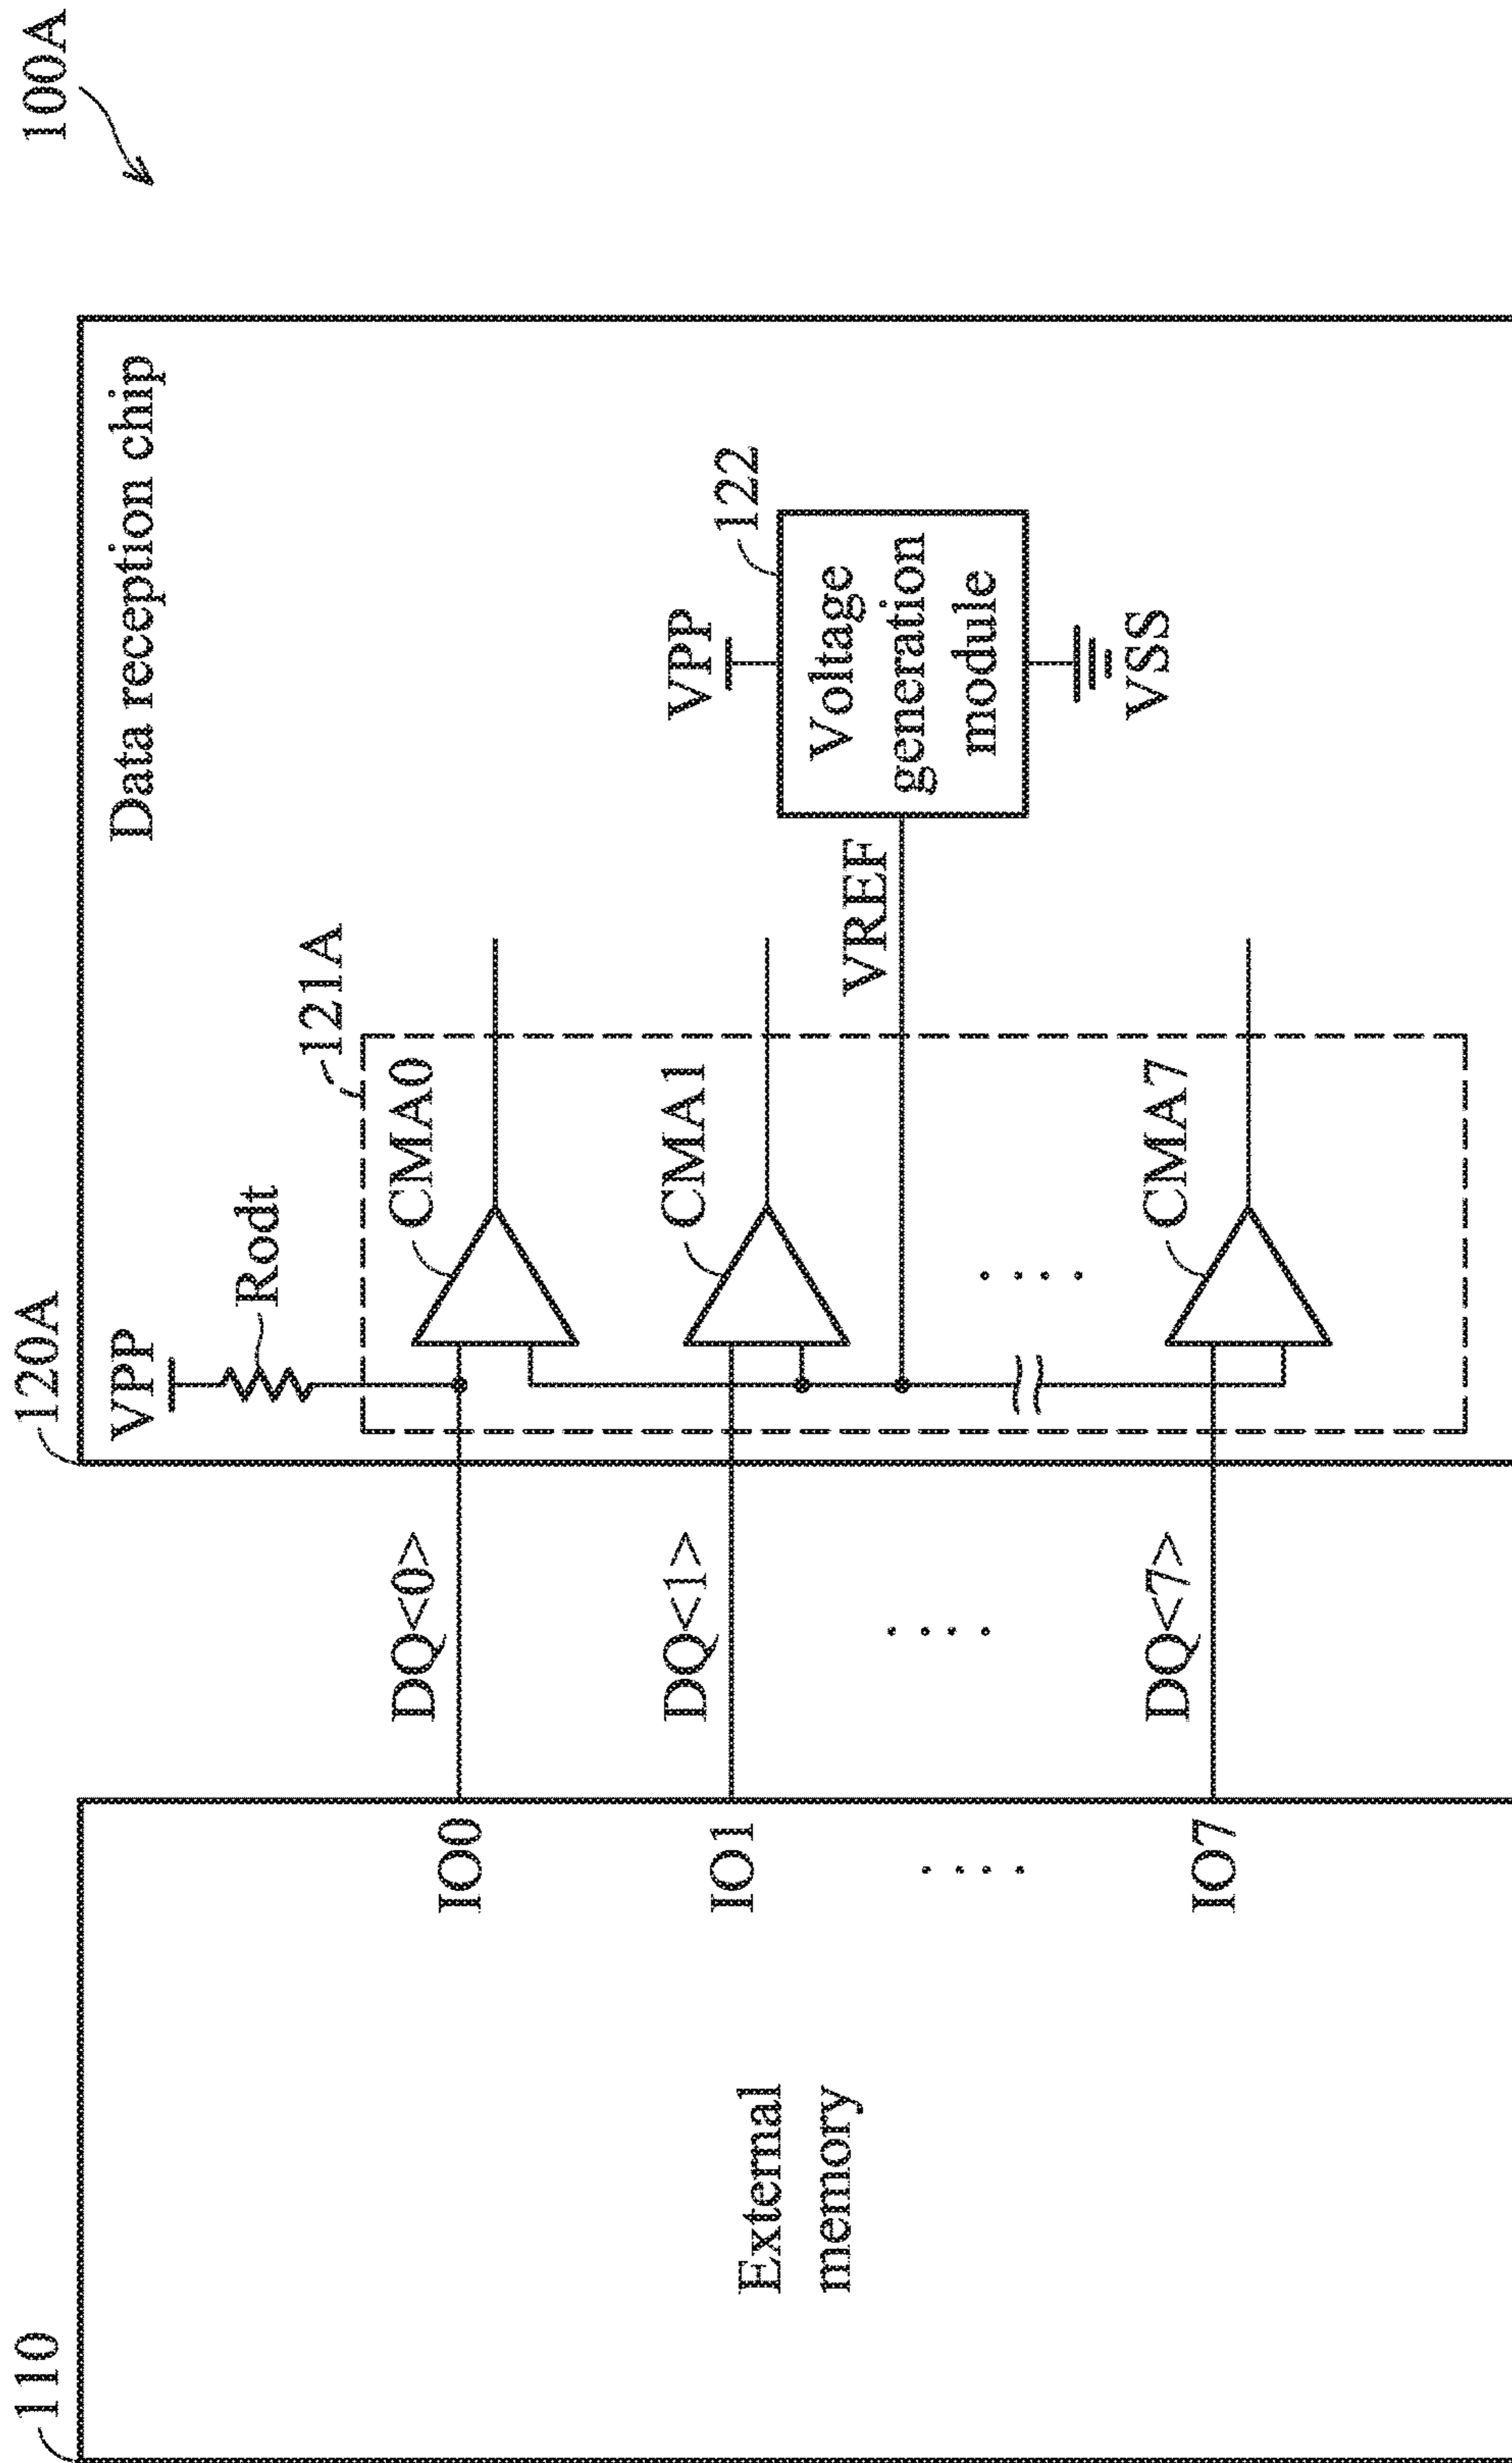 100A
110
120A
External
memory
IO0
IO1
IO7
DQ<0>
DQ<1>
DQ<7>
Data reception chip
VPP
Rodt
121A
CMA0
CMA1
CMA7
VREF
122
VPP
Voltage
generation
module
VSS